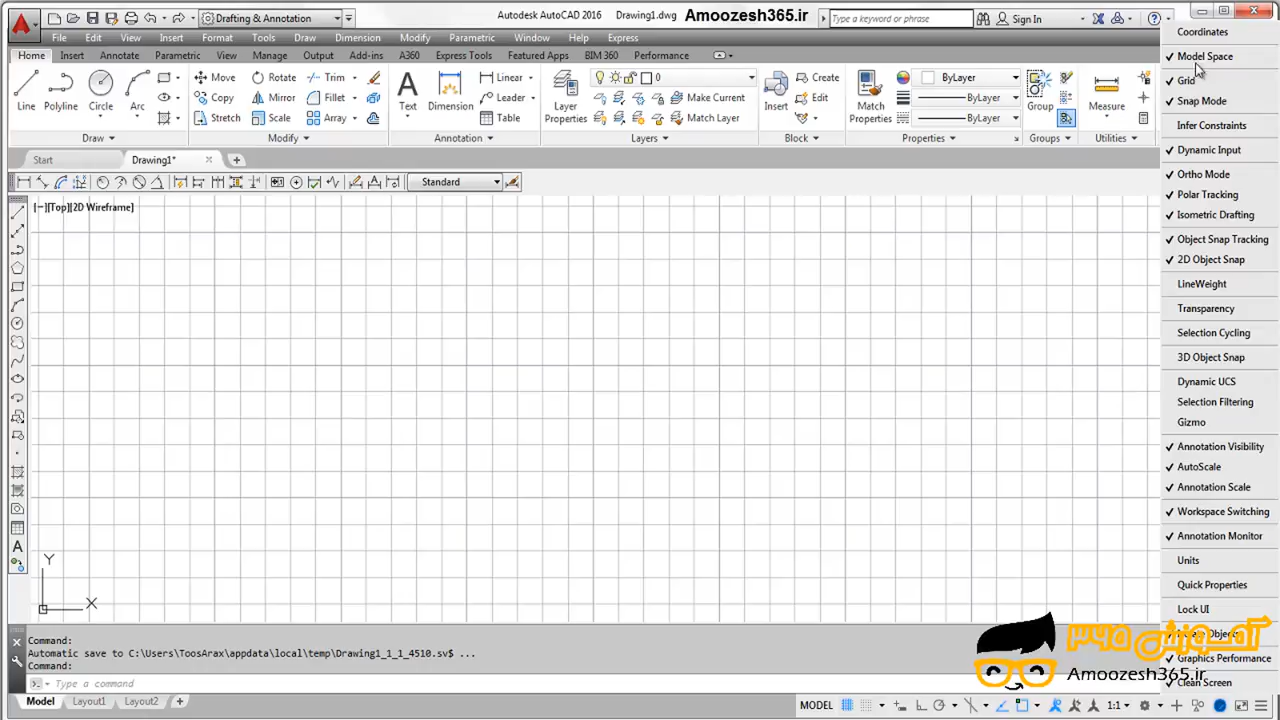 Drafting & Annotation
Autodesk AutoCAD 2016 Drawing1.dwg
Amoozesh365.ir
Type a keyword or phrase
Sign In
File Edit View Insert Format Tools Draw Dimension Modify Parametric Window Help Express
Home Insert Annotate Parametric View Manage Output Add-ins A360 Express Tools Featured Apps BIM 360 Performance
Line Polyline Circle Arc
Draw
Move Rotate Trim
Copy Mirror Fillet
Stretch Scale Array
Modify
Text Dimension
Linear
Leader
Table
Annotation
Layer Properties
0
Make Current
Match Layer
Layers
Insert
Create
Edit
Block
Match Properties
ByLayer
ByLayer
ByLayer
Properties
Group
Groups
Measure
Utilities
Start Drawing1*
Standard
[−][Top][2D Wireframe]
Y
X
Coordinates
Model Space
Grid
Snap Mode
Infer Constraints
Dynamic Input
Ortho Mode
Polar Tracking
Isometric Drafting
Object Snap Tracking
2D Object Snap
LineWeight
Transparency
Selection Cycling
3D Object Snap
Dynamic UCS
Selection Filtering
Gizmo
Annotation Visibility
AutoScale
Annotation Scale
Workspace Switching
Annotation Monitor
Units
Quick Properties
Lock UI
Graphics Performance
Clean Screen
آموزش ۳۶۵
Amoozesh365.ir
Command:
Automatic save to C:\Users\ToosArax\appdata\local\temp\Drawing1_1_1_4510.sv$ ...
Command:
Type a command
Model Layout1 Layout2
MODEL
1:1